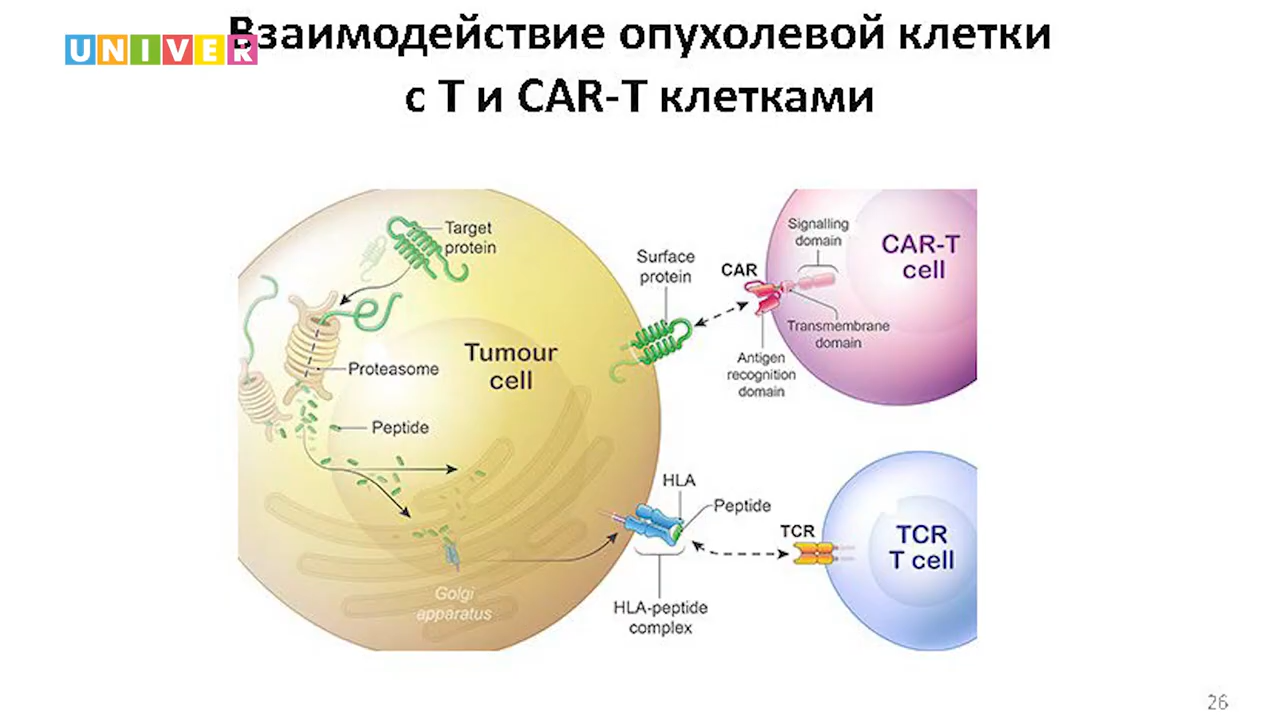 Взаимодействие опухолевой клетки
с Т и CAR-T клетками
UNIVER
Target
protein
Proteasome
Peptide
Tumour
cell
Golgi
apparatus
Surface
protein
CAR
Signalling
domain
CAR-T
cell
Transmembrane
domain
Antigen
recognition
domain
HLA
Peptide
HLA-peptide
complex
TCR
TCR
T cell
26